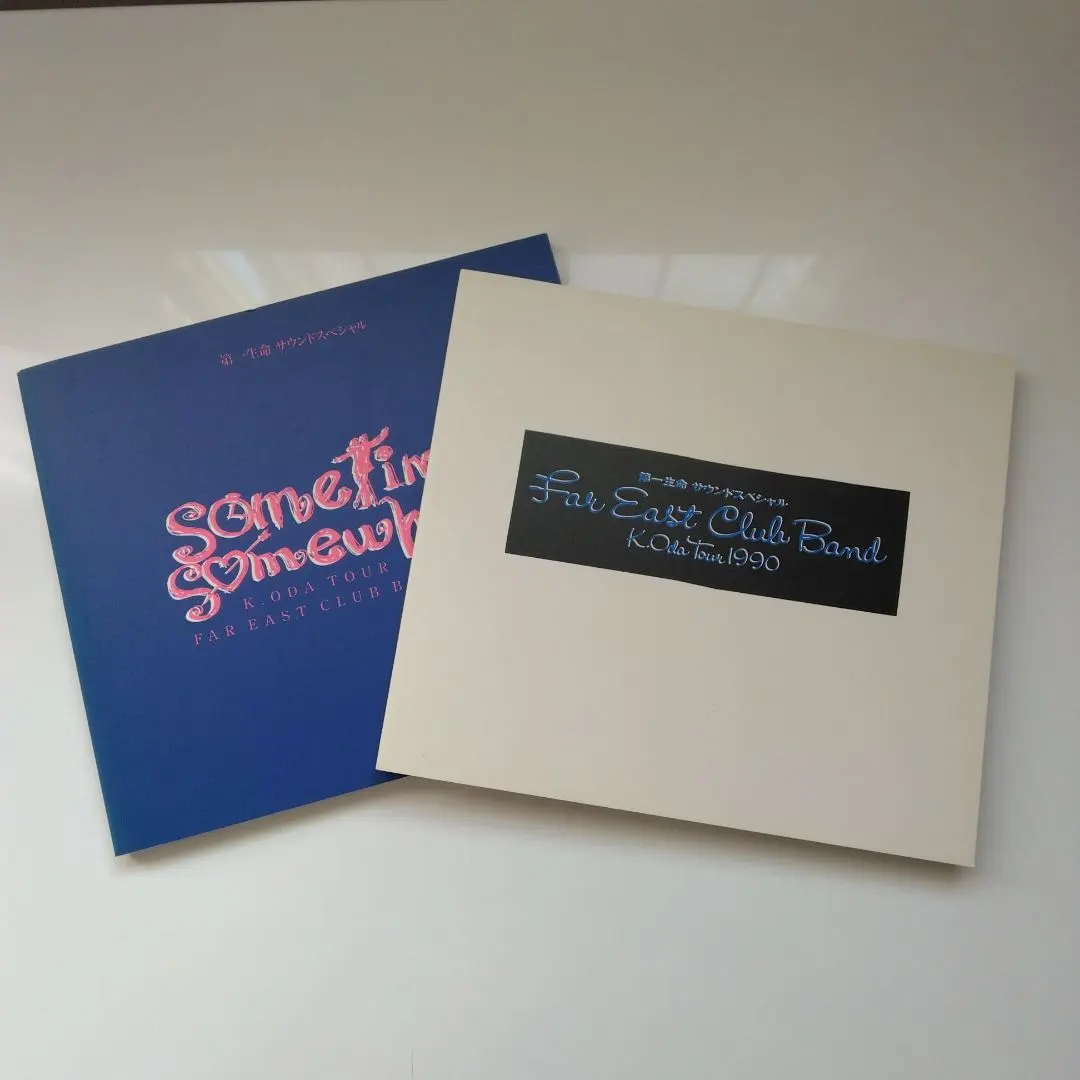 第一生命 サウンドスペシャル
Sometim
Somewh
K.ODA TOUR
FAR EAST CLUB B
第一生命 サウンドスペシャル
Far East Club Band
K.Oda Tour 1990